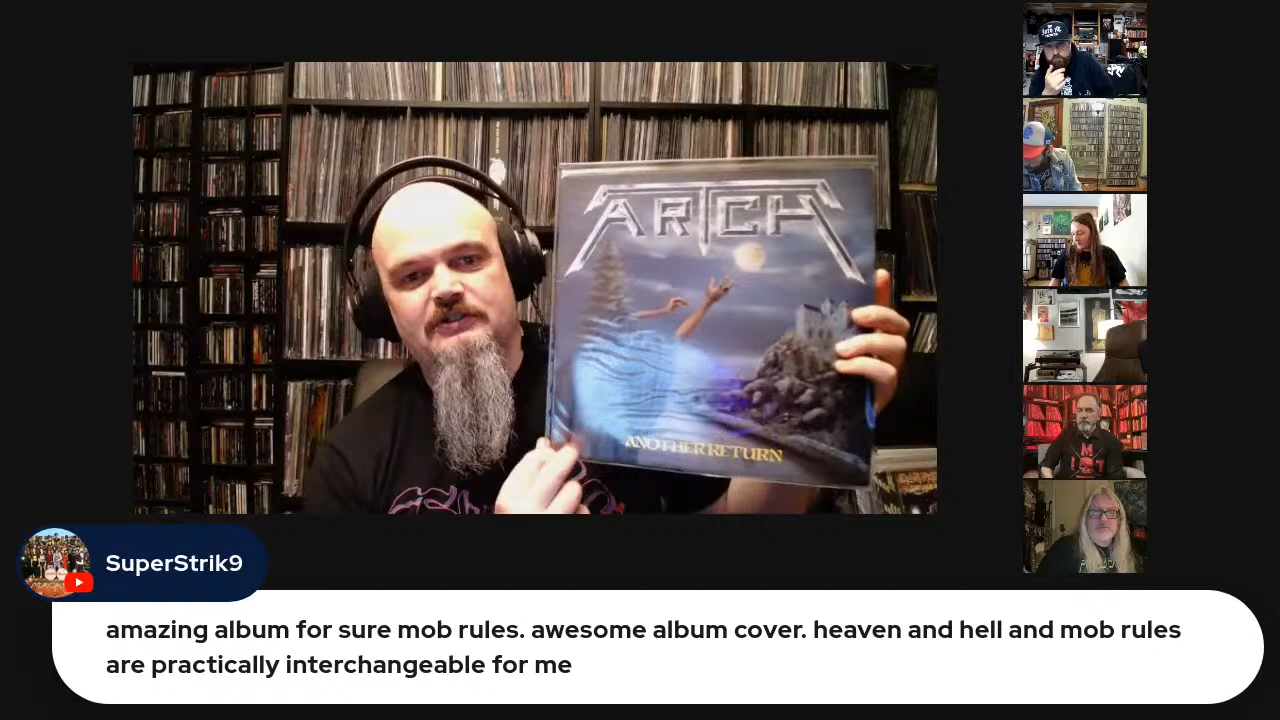 ARTCH
ANOTHER RETURN
SuperStrik9
amazing album for sure mob rules. awesome album cover. heaven and hell and mob rules
are practically interchangeable for me